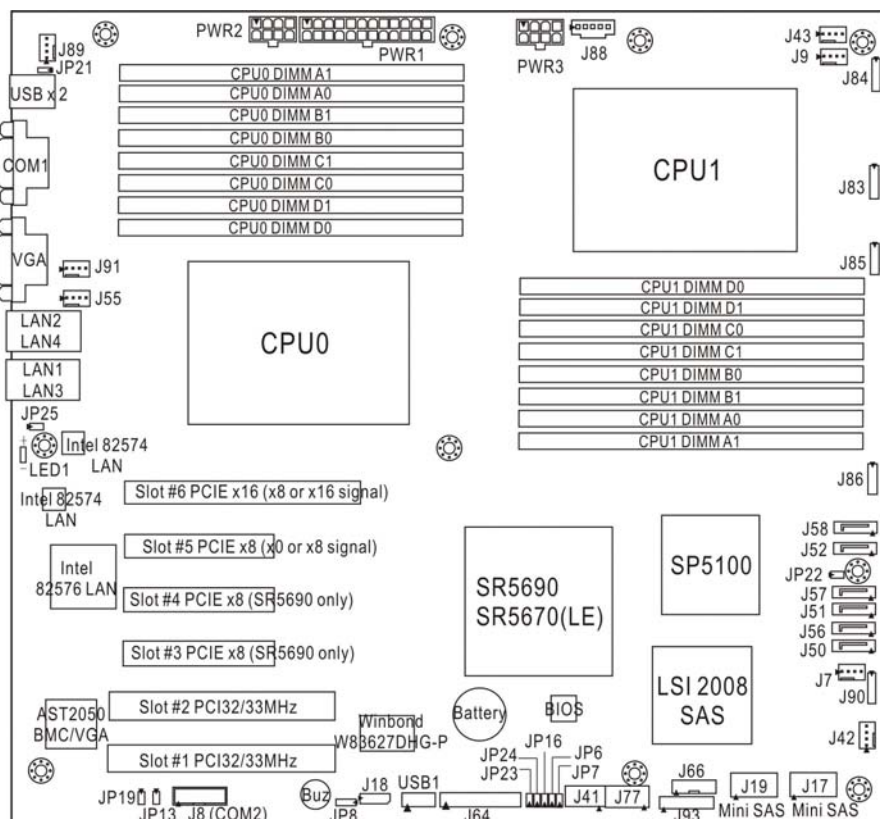 PWR2
PWR1
PWR3
J88
J43
J9
J84
J89
JP21
USB x 2
CPU0 DIMM A1
CPU0 DIMM A0
CPU0 DIMM B1
CPU0 DIMM B0
CPU0 DIMM C1
CPU0 DIMM C0
CPU0 DIMM D1
CPU0 DIMM D0
COM1
CPU1
J83
VGA
J91
J55
J85
LAN2
LAN4
LAN1
LAN3
CPU0
CPU1 DIMM D0
CPU1 DIMM D1
CPU1 DIMM C0
CPU1 DIMM C1
CPU1 DIMM B0
CPU1 DIMM B1
CPU1 DIMM A0
CPU1 DIMM A1
JP25
LED1
Intel 82574
LAN
Intel 82574
LAN
J86
Slot #6 PCIE x16 (x8 or x16 signal)
Slot #5 PCIE x8 (x0 or x8 signal)
Slot #4 PCIE x8 (SR5690 only)
Slot #3 PCIE x8 (SR5690 only)
Slot #2 PCI32/33MHz
Slot #1 PCI32/33MHz
Intel
82576 LAN
SR5690
SR5670(LE)
SP5100
J58
J52
JP22
J57
J51
J56
J50
J7
J90
J42
LSI 2008
SAS
AST2050
BMC/VGA
Winbond
W83627DHG-P
Battery
BIOS
JP16
JP24
JP6
JP23
JP7
JP19
JP13
J8 (COM2)
Buz
JP8
J18
USB1
J64
J41
J77
J66
J93
J19
Mini SAS
J17
Mini SAS